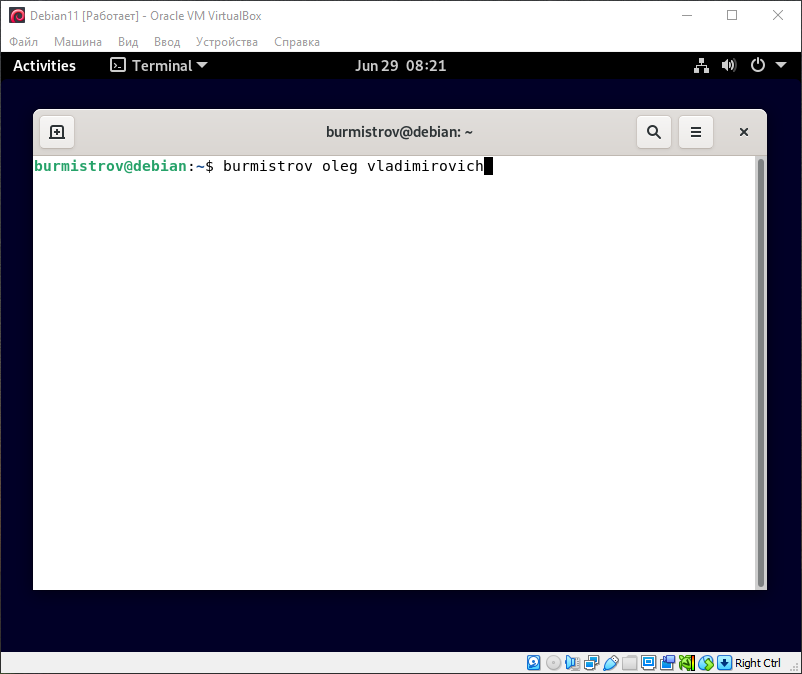 Debian11 [Работает] - Oracle VM VirtualBox
Файл Машина Вид Ввод Устройства Справка
Activities Terminal Jun 29 08:21
burmistrov@debian: ~
burmistrov@debian:~$ burmistrov oleg vladimirovich
Right Ctrl